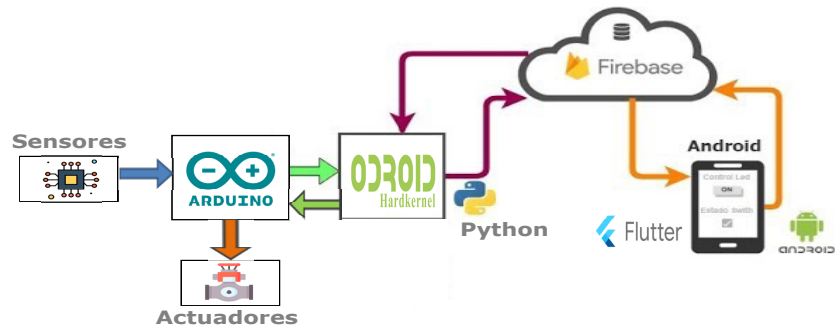 Sensores
ARDUINO
Actuadores
ODROID
Hardkernel
Python
Firebase
Flutter
Android
Control Led
ON
Estado Swith
ANDROID